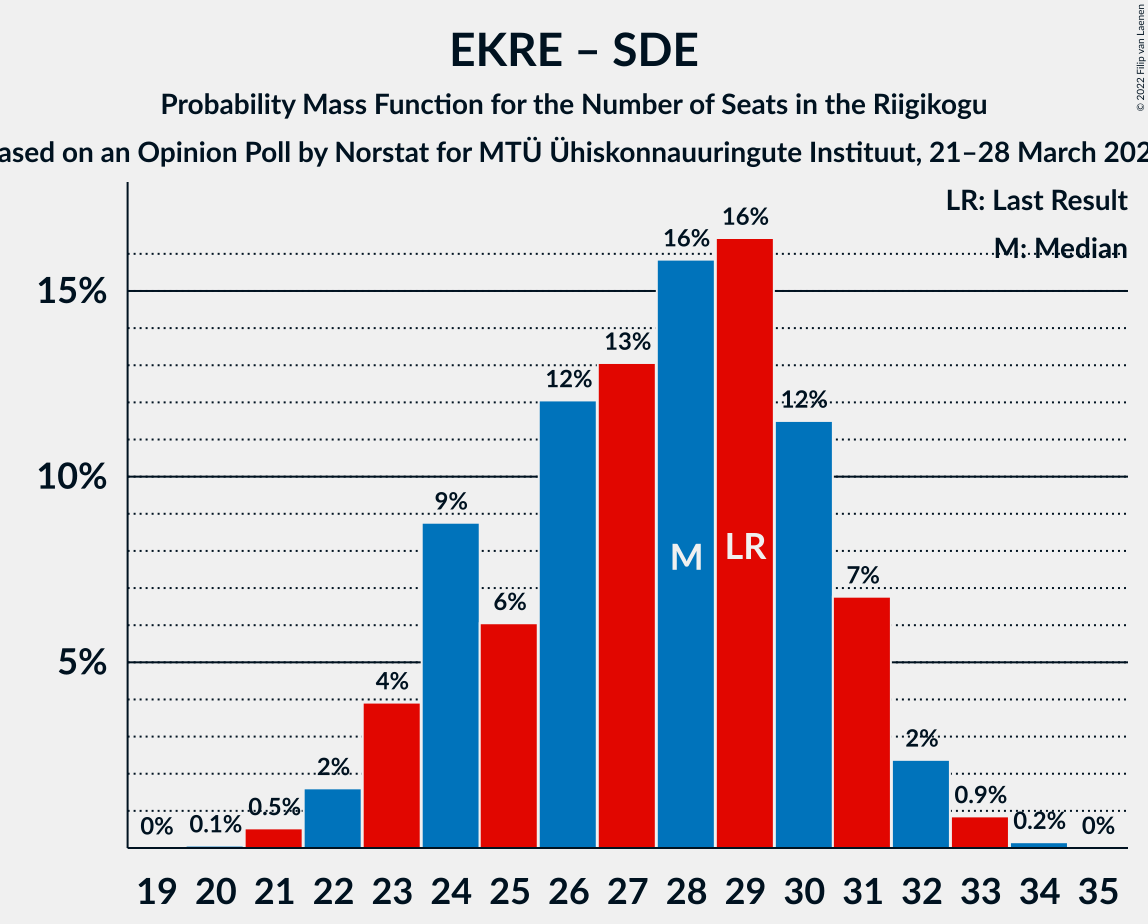 EKRE – SDE
Probability Mass Function for the Number of Seats in the Riigikogu
ased on an Opinion Poll by Norstat for MTÜ Ühiskonnauuringute Instituut, 21–28 March 202
© 2022 Filip van Laenen
LR: Last Result
M: Median
15%
10%
5%
0%
0.1%
0.5%
2%
4%
9%
6%
12%
13%
16%
16%
12%
7%
2%
0.9%
0.2%
0%
M
LR
19 20 21 22 23 24 25 26 27 28 29 30 31 32 33 34 35